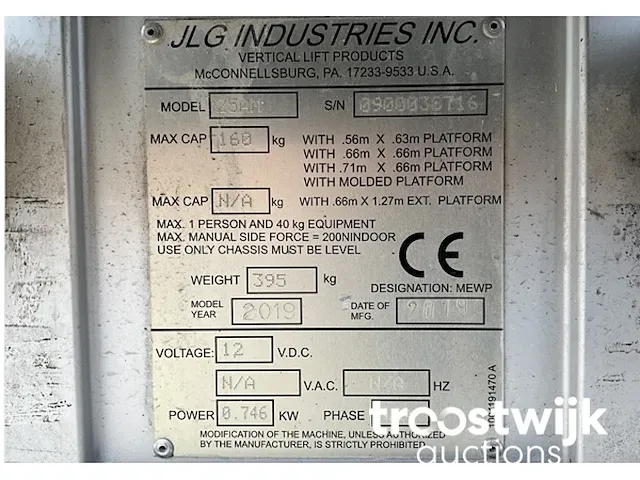 JLG INDUSTRIES INC.
VERTICAL LIFT PRODUCTS
McCONNELLSBURG, PA. 17233-9533 U.S.A.
MODEL 25AM S/N 0900036716
MAX CAP 160 kg WITH .56m X .63m PLATFORM
WITH .66m X .66m PLATFORM
WITH .71m X .66m PLATFORM
WITH MOLDED PLATFORM
MAX CAP N/A kg WITH .66m X 1.27m EXT. PLATFORM
MAX. 1 PERSON AND 40 kg EQUIPMENT
MAX. MANUAL SIDE FORCE = 200NINDOOR
USE ONLY CHASSIS MUST BE LEVEL
CE
WEIGHT 395 kg
DESIGNATION: MEWP
MODEL YEAR 2019 DATE OF MFG. 2019
VOLTAGE: 12 V.D.C.
N/A V.A.C. N/A HZ
POWER 0.746 KW PHASE
MODIFICATION OF THE MACHINE, UNLESS AUTHORIZED
BY THE MANUFACTURER, IS STRICTLY PROHIBITED
1191470 A
troostwijk
auctions